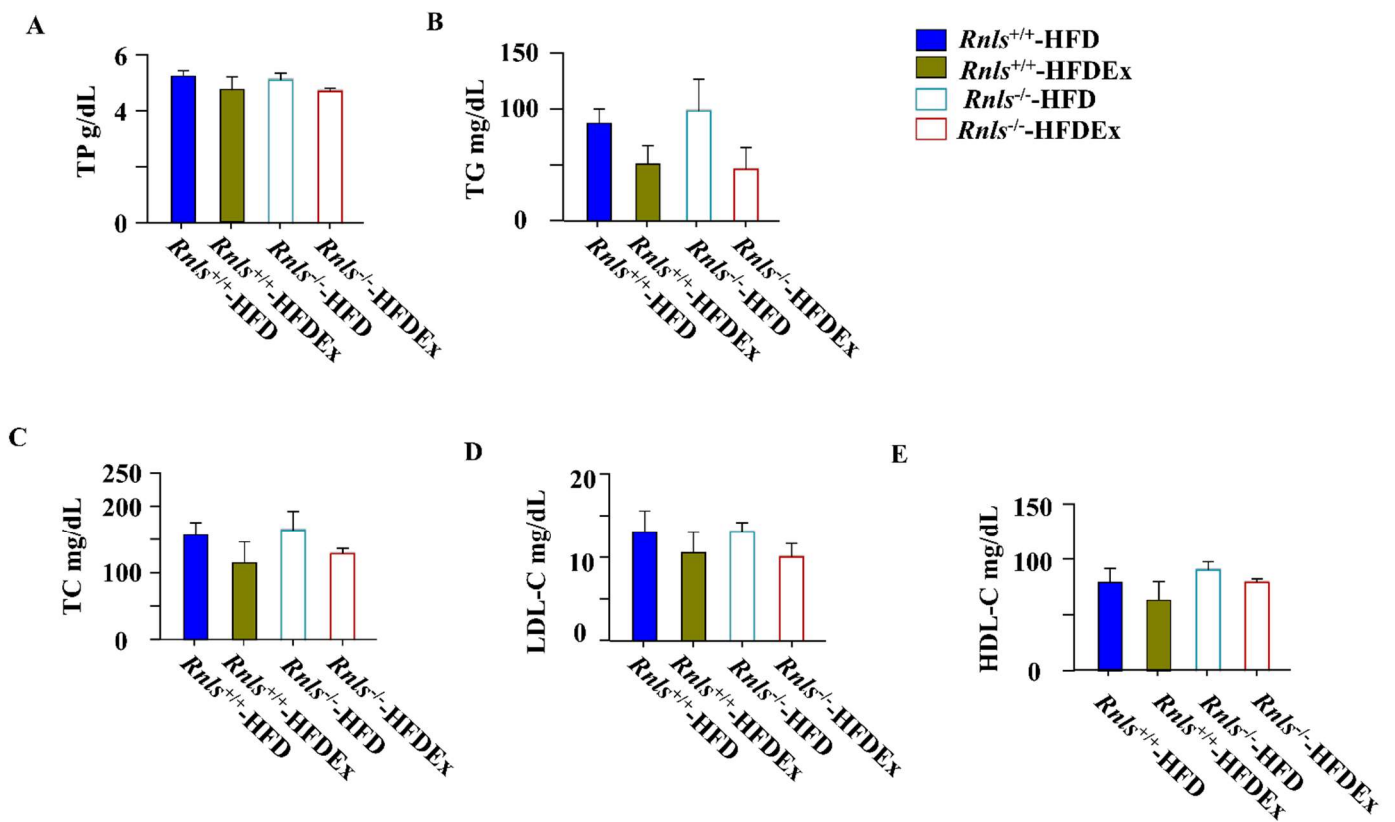 A
TP g/dL
6
4
0
Rnls+/+-HFD
Rnls+/+-HFDEx
Rnls-/--HFD
Rnls-/--HFDEx
B
TG mg/dL
150
100
0
Rnls+/+-HFD
Rnls+/+-HFDEx
Rnls-/--HFD
Rnls-/--HFDEx
Rnls+/+-HFD
Rnls+/+-HFDEx
Rnls-/--HFD
Rnls-/--HFDEx
C
TC mg/dL
250
200
100
0
Rnls+/+-HFD
Rnls+/+-HFDEx
Rnls-/--HFD
Rnls-/--HFDEx
D
LDL-C mg/dL
20
10
0
Rnls+/+-HFD
Rnls+/+-HFDEx
Rnls-/--HFD
Rnls-/--HFDEx
E
HDL-C mg/dL
150
100
0
Rnls+/+-HFD
Rnls+/+-HFDEx
Rnls-/--HFD
Rnls-/--HFDEx